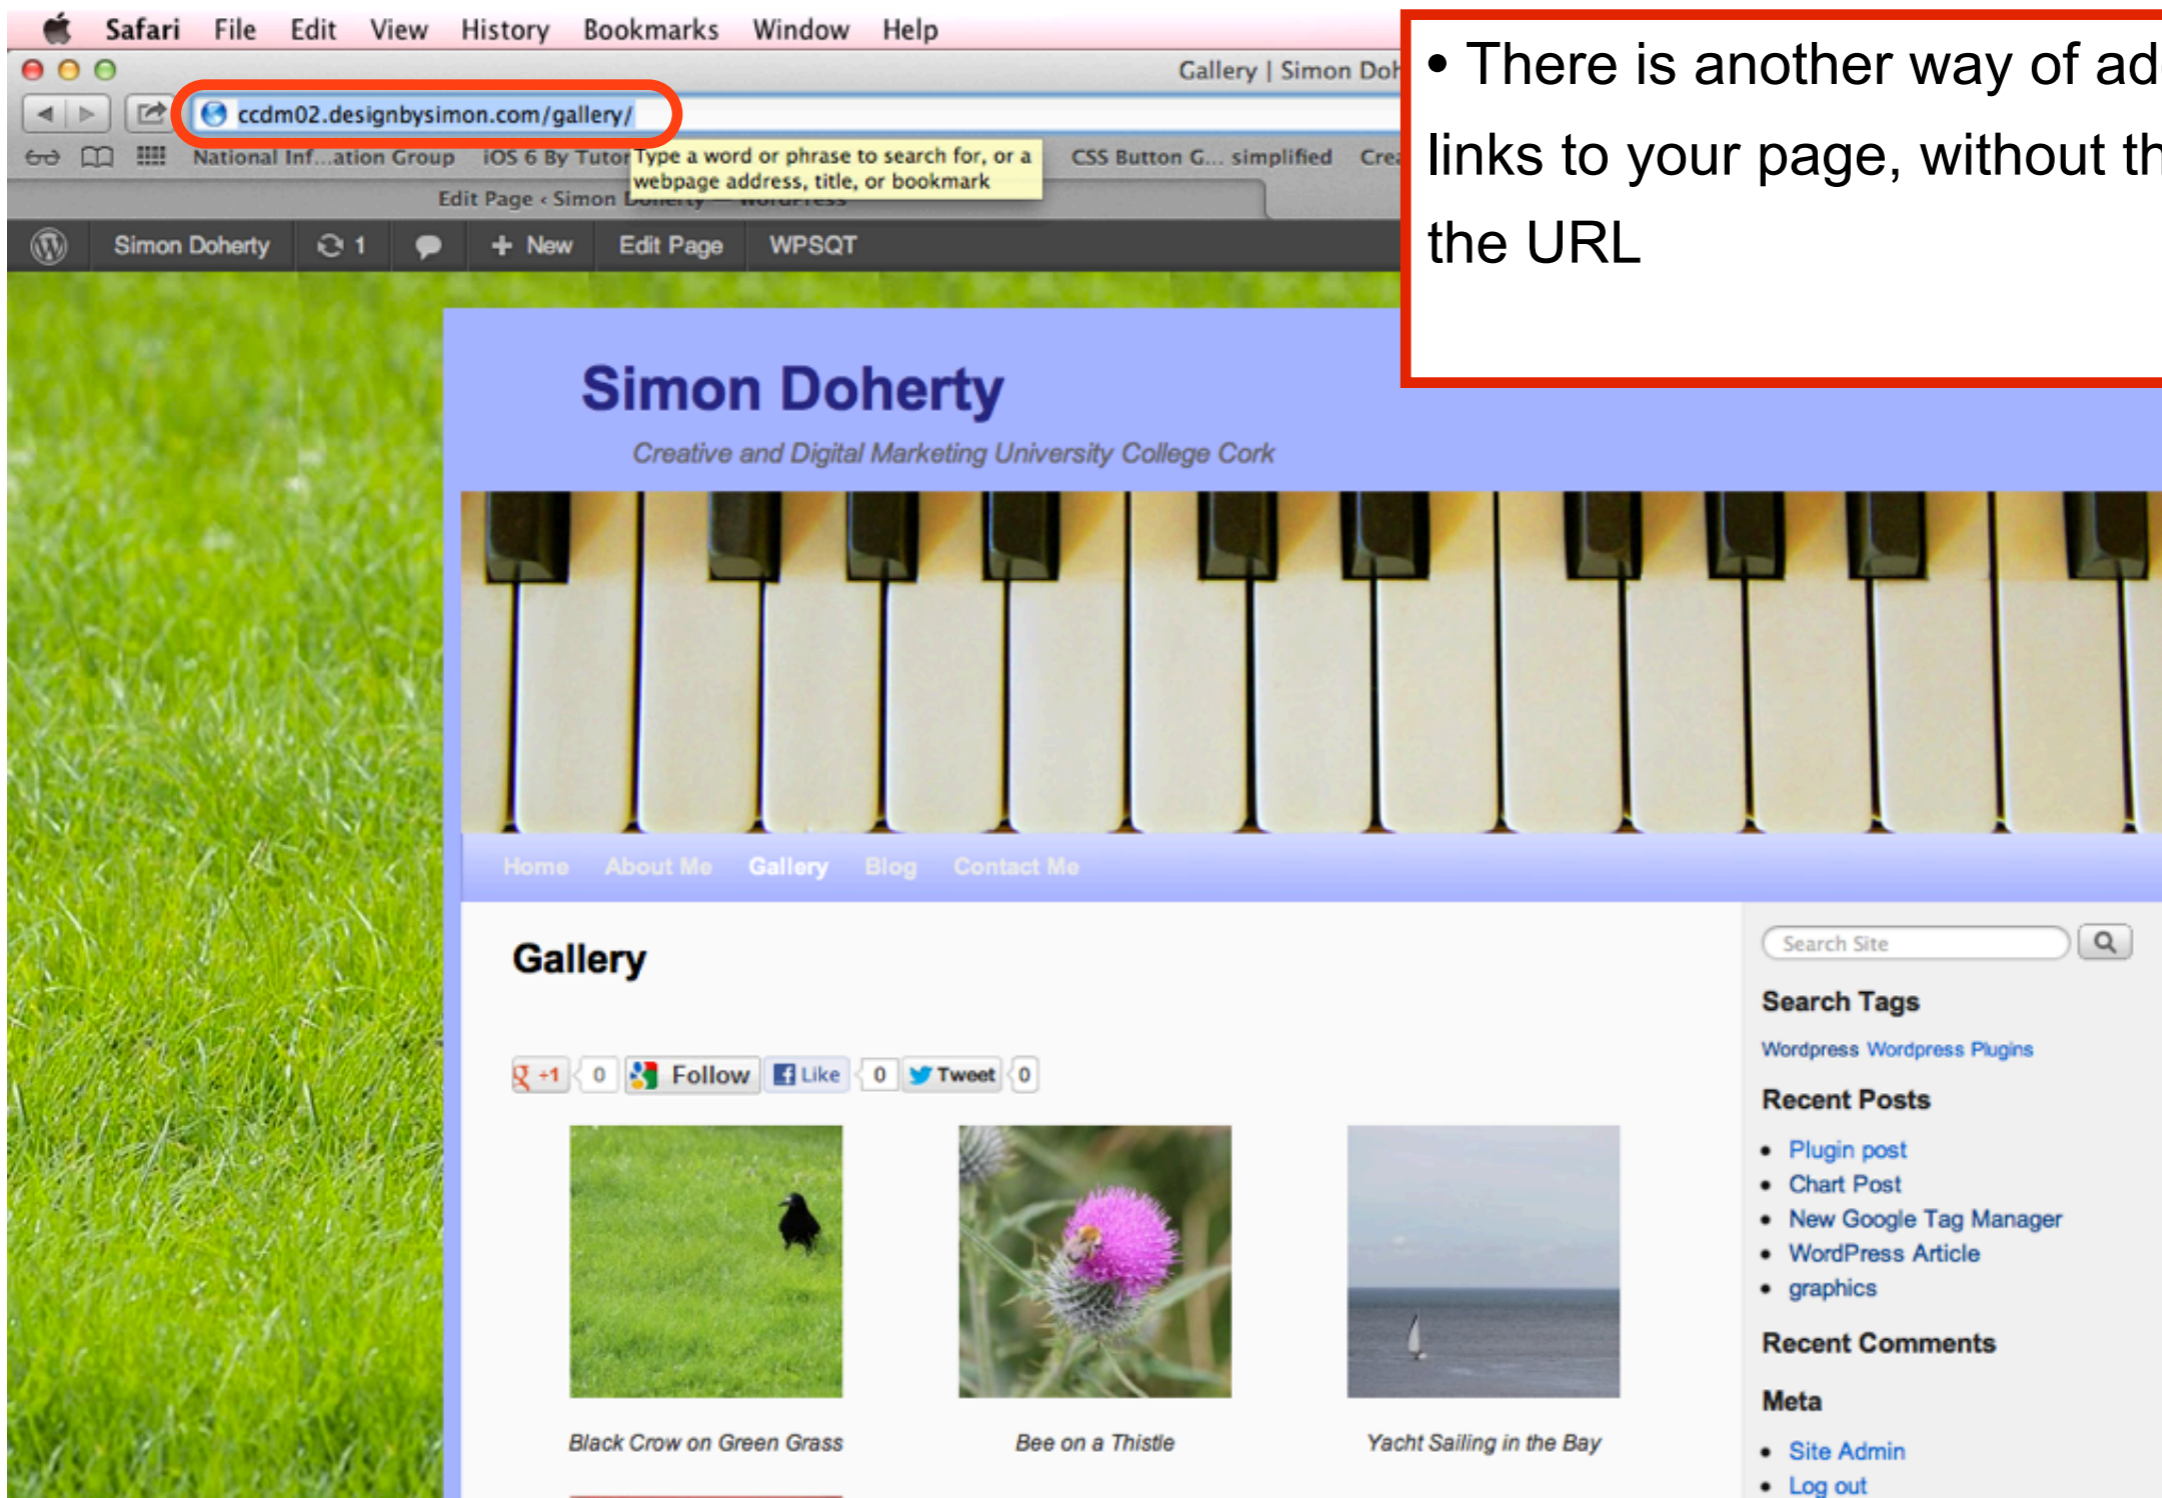 Safari File Edit View History Bookmarks Window Help
Gallery | Simon Doh
• There is another way of ad
links to your page, without th
the URL
ccdm02.designbysimon.com/gallery/
National Inf...ation Group iOS 6 By Tutor CSS Button G... simplified Crea
Type a word or phrase to search for, or a
webpage address, title, or bookmark
Edit Page ‹ Simon Doherty — WordPress
Simon Doherty 1 + New Edit Page WPSQT
Simon Doherty
Creative and Digital Marketing University College Cork
Home About Me Gallery Blog Contact Me
Gallery
Search Site
Search Tags
Wordpress Wordpress Plugins
+1 0 Follow Like 0 Tweet 0
Recent Posts
• Plugin post
• Chart Post
• New Google Tag Manager
• WordPress Article
• graphics
Recent Comments
Meta
• Site Admin
• Log out
Black Crow on Green Grass
Bee on a Thistle
Yacht Sailing in the Bay